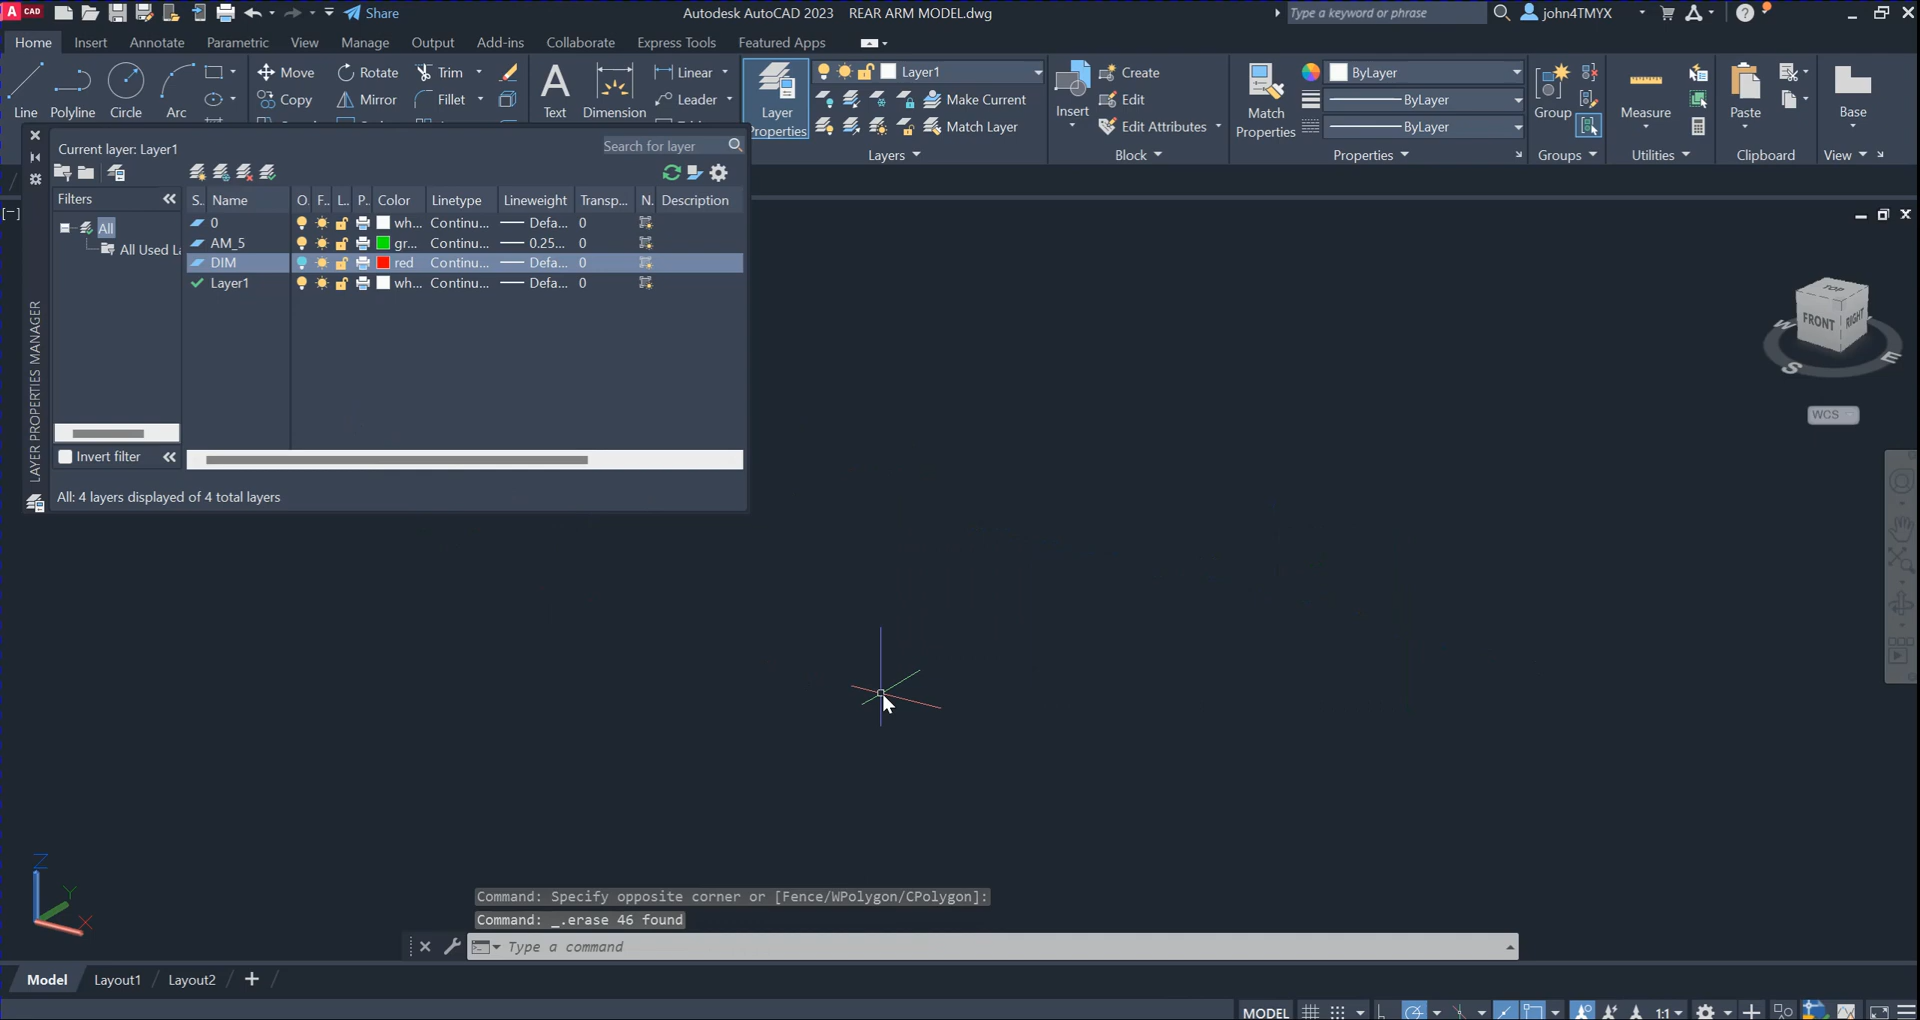 CAD Share Autodesk AutoCAD 2023 REAR ARM MODEL.dwg Type a keyword or phrase john4TMYX
Home Insert Annotate Parametric View Manage Output Add-ins Collaborate Express Tools Featured Apps
Line Polyline Circle Arc
Move Rotate Trim
Copy Mirror Fillet
Text Dimension
Linear
Leader
Layer Properties
Layer1
Make Current
Match Layer
Layers
Insert
Create
Edit
Edit Attributes
Block
Match Properties
ByLayer
ByLayer
ByLayer
Properties
Group
Groups
Measure
Utilities
Paste
Clipboard
Base
View
Current layer: Layer1
Search for layer
Filters
All
All Used La
Invert filter
S.. Name O. F.. L.. P.. Color Linetype Lineweight Transp... N.. Description
0 wh... Continu... Defa... 0
AM_5 gr... Continu... 0.25... 0
DIM red Continu... Defa... 0
Layer1 wh... Continu... Defa... 0
LAYER PROPERTIES MANAGER
All: 4 layers displayed of 4 total layers
[−]
TOP
FRONT RIGHT
W S E
WCS
Z
Y
X
Command: Specify opposite corner or [Fence/WPolygon/CPolygon]:
Command: _.erase 46 found
Type a command
Model Layout1 Layout2 +
MODEL 1:1